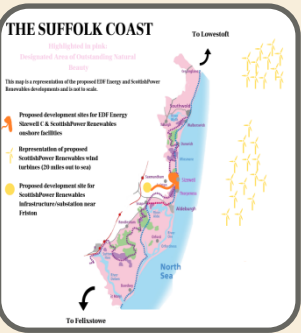 THE SUFFOLK COAST
To Lowestoft
Highlighted in pink:
Designated Area of Outstanding Natural
Beauty
This map is a representation of the proposed EDF Energy and ScottishPower
Renewables developments and is not to scale.
Proposed development sites for EDF Energy
Sizewell C & ScottishPower Renewables
onshore facilities
Representation of proposed
ScottishPower Renewables wind
turbines (20 miles out to sea)
Proposed development site for
ScottishPower Renewables
Infrastructure/substation near
Friston
Southwold
Aldeburgh
North
Sea
To Felixstowe